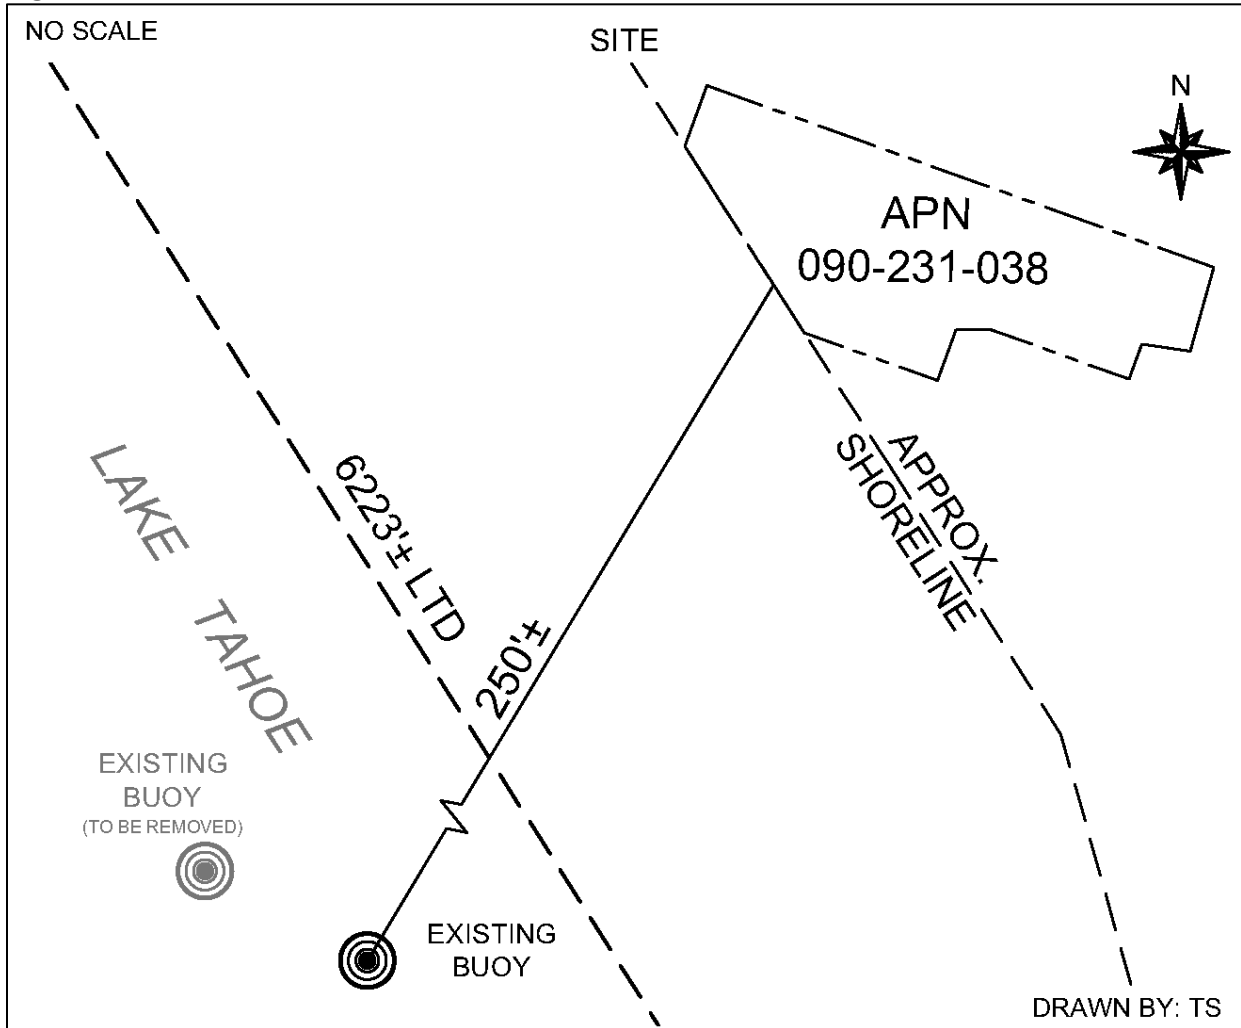 NO SCALE
SITE
N
APN
090-231-038
APPROX.
SHORELINE
6223'± LTD
250'±
LAKE
TAHOE
EXISTING
BUOY
(TO BE REMOVED)
EXISTING
BUOY
DRAWN BY: TS